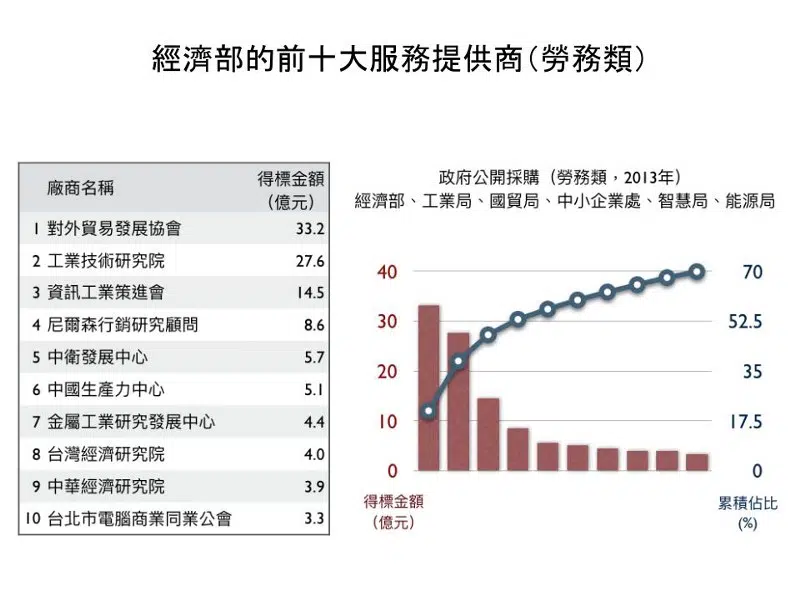 經濟部的前十大服務提供商(勞務類)
廠商名稱 得標金額（億元）
1 對外貿易發展協會 33.2
2 工業技術研究院 27.6
3 資訊工業策進會 14.5
4 尼爾森行銷研究顧問 8.6
5 中衛發展中心 5.7
6 中國生產力中心 5.1
7 金屬工業研究發展中心 4.4
8 台灣經濟研究院 4.0
9 中華經濟研究院 3.9
10 台北市電腦商業同業公會 3.3
政府公開採購（勞務類，2013年）
經濟部、工業局、國貿局、中小企業處、智慧局、能源局
40 70
30 52.5
20 35
10 17.5
0 0
得標金額
（億元）
累積佔比
(%)